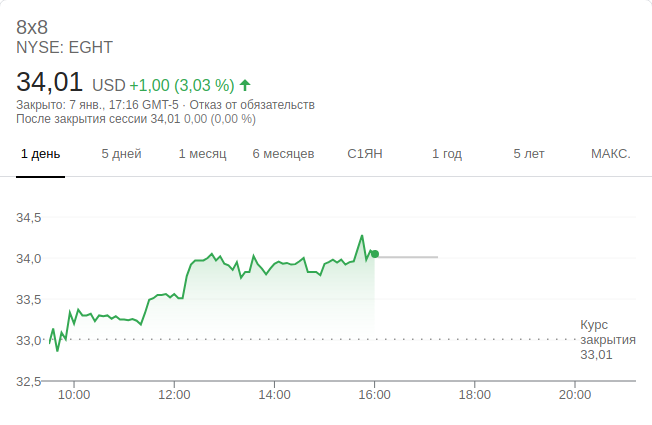 8x8
NYSE: EGHT
34,01 USD +1,00 (3,03 %)
Закрыто: 7 янв., 17:16 GMT-5 · Отказ от обязательств
После закрытия сессии 34,01 0,00 (0,00 %)
1 день 5 дней 1 месяц 6 месяцев С1ЯН 1 год 5 лет МАКС.
34,5
34,0
33,5
33,0
32,5
Курс
закрытия
33,01
10:00 12:00 14:00 16:00 18:00 20:00